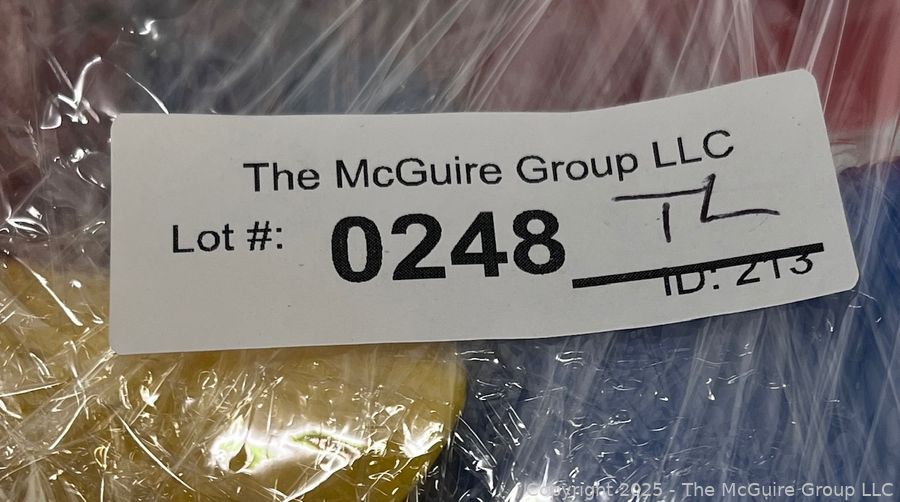 The McGuire Group LLC
Lot #: 0248 TL
ID: 213
Copyright 2025 - The McGuire Group LLC